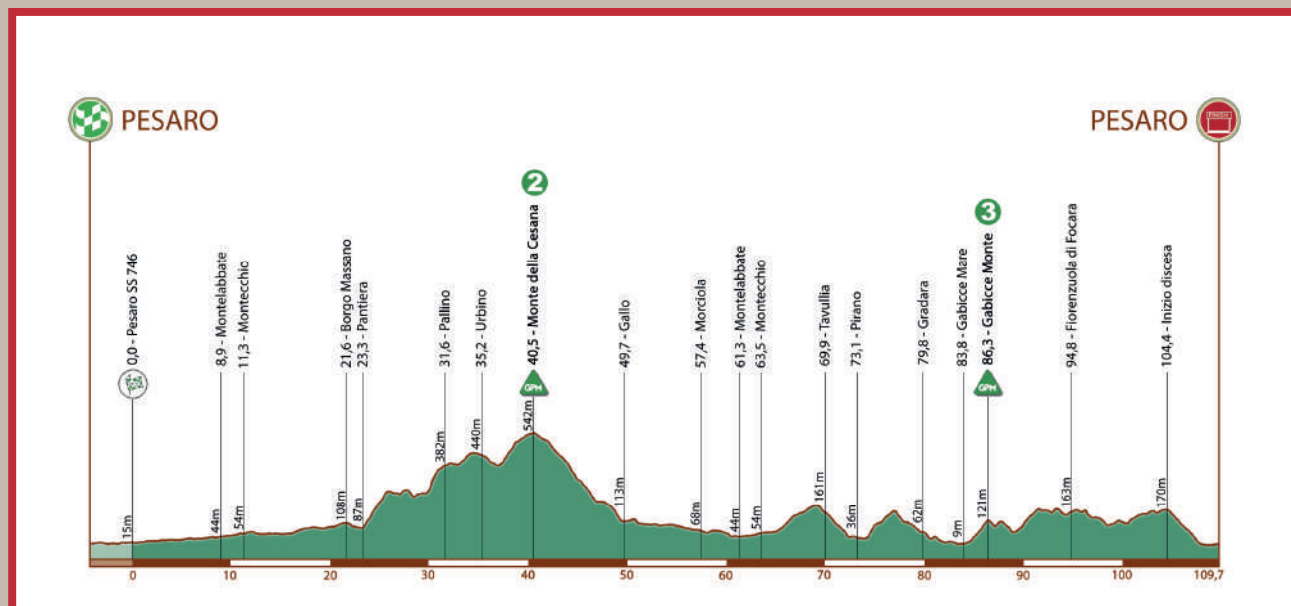 PESARO
PESARO
FINISH
2
3
0,0 - Pesaro SS 746
8,9 - Montelabbate
11,3 - Montecchio
21,6 - Borgo Massano
23,3 - Pantiera
31,6 - Pallino
35,2 - Urbino
40,5 - Monte della Cesana
49,7 - Gallo
57,4 - Morciola
61,3 - Montelabbate
63,5 - Montecchio
69,9 - Tavullia
73,1 - Pirano
79,8 - Gradara
83,8 - Gabicce Mare
86,3 - Gabicce Monte
94,8 - Fiorenzuola di Focara
104,4 - Inizio discesa
GPM
GPM
15m
44m
54m
108m
87m
382m
440m
542m
113m
68m
44m
54m
161m
36m
62m
9m
121m
163m
170m
0
10
20
30
40
50
60
70
80
90
100
109,7